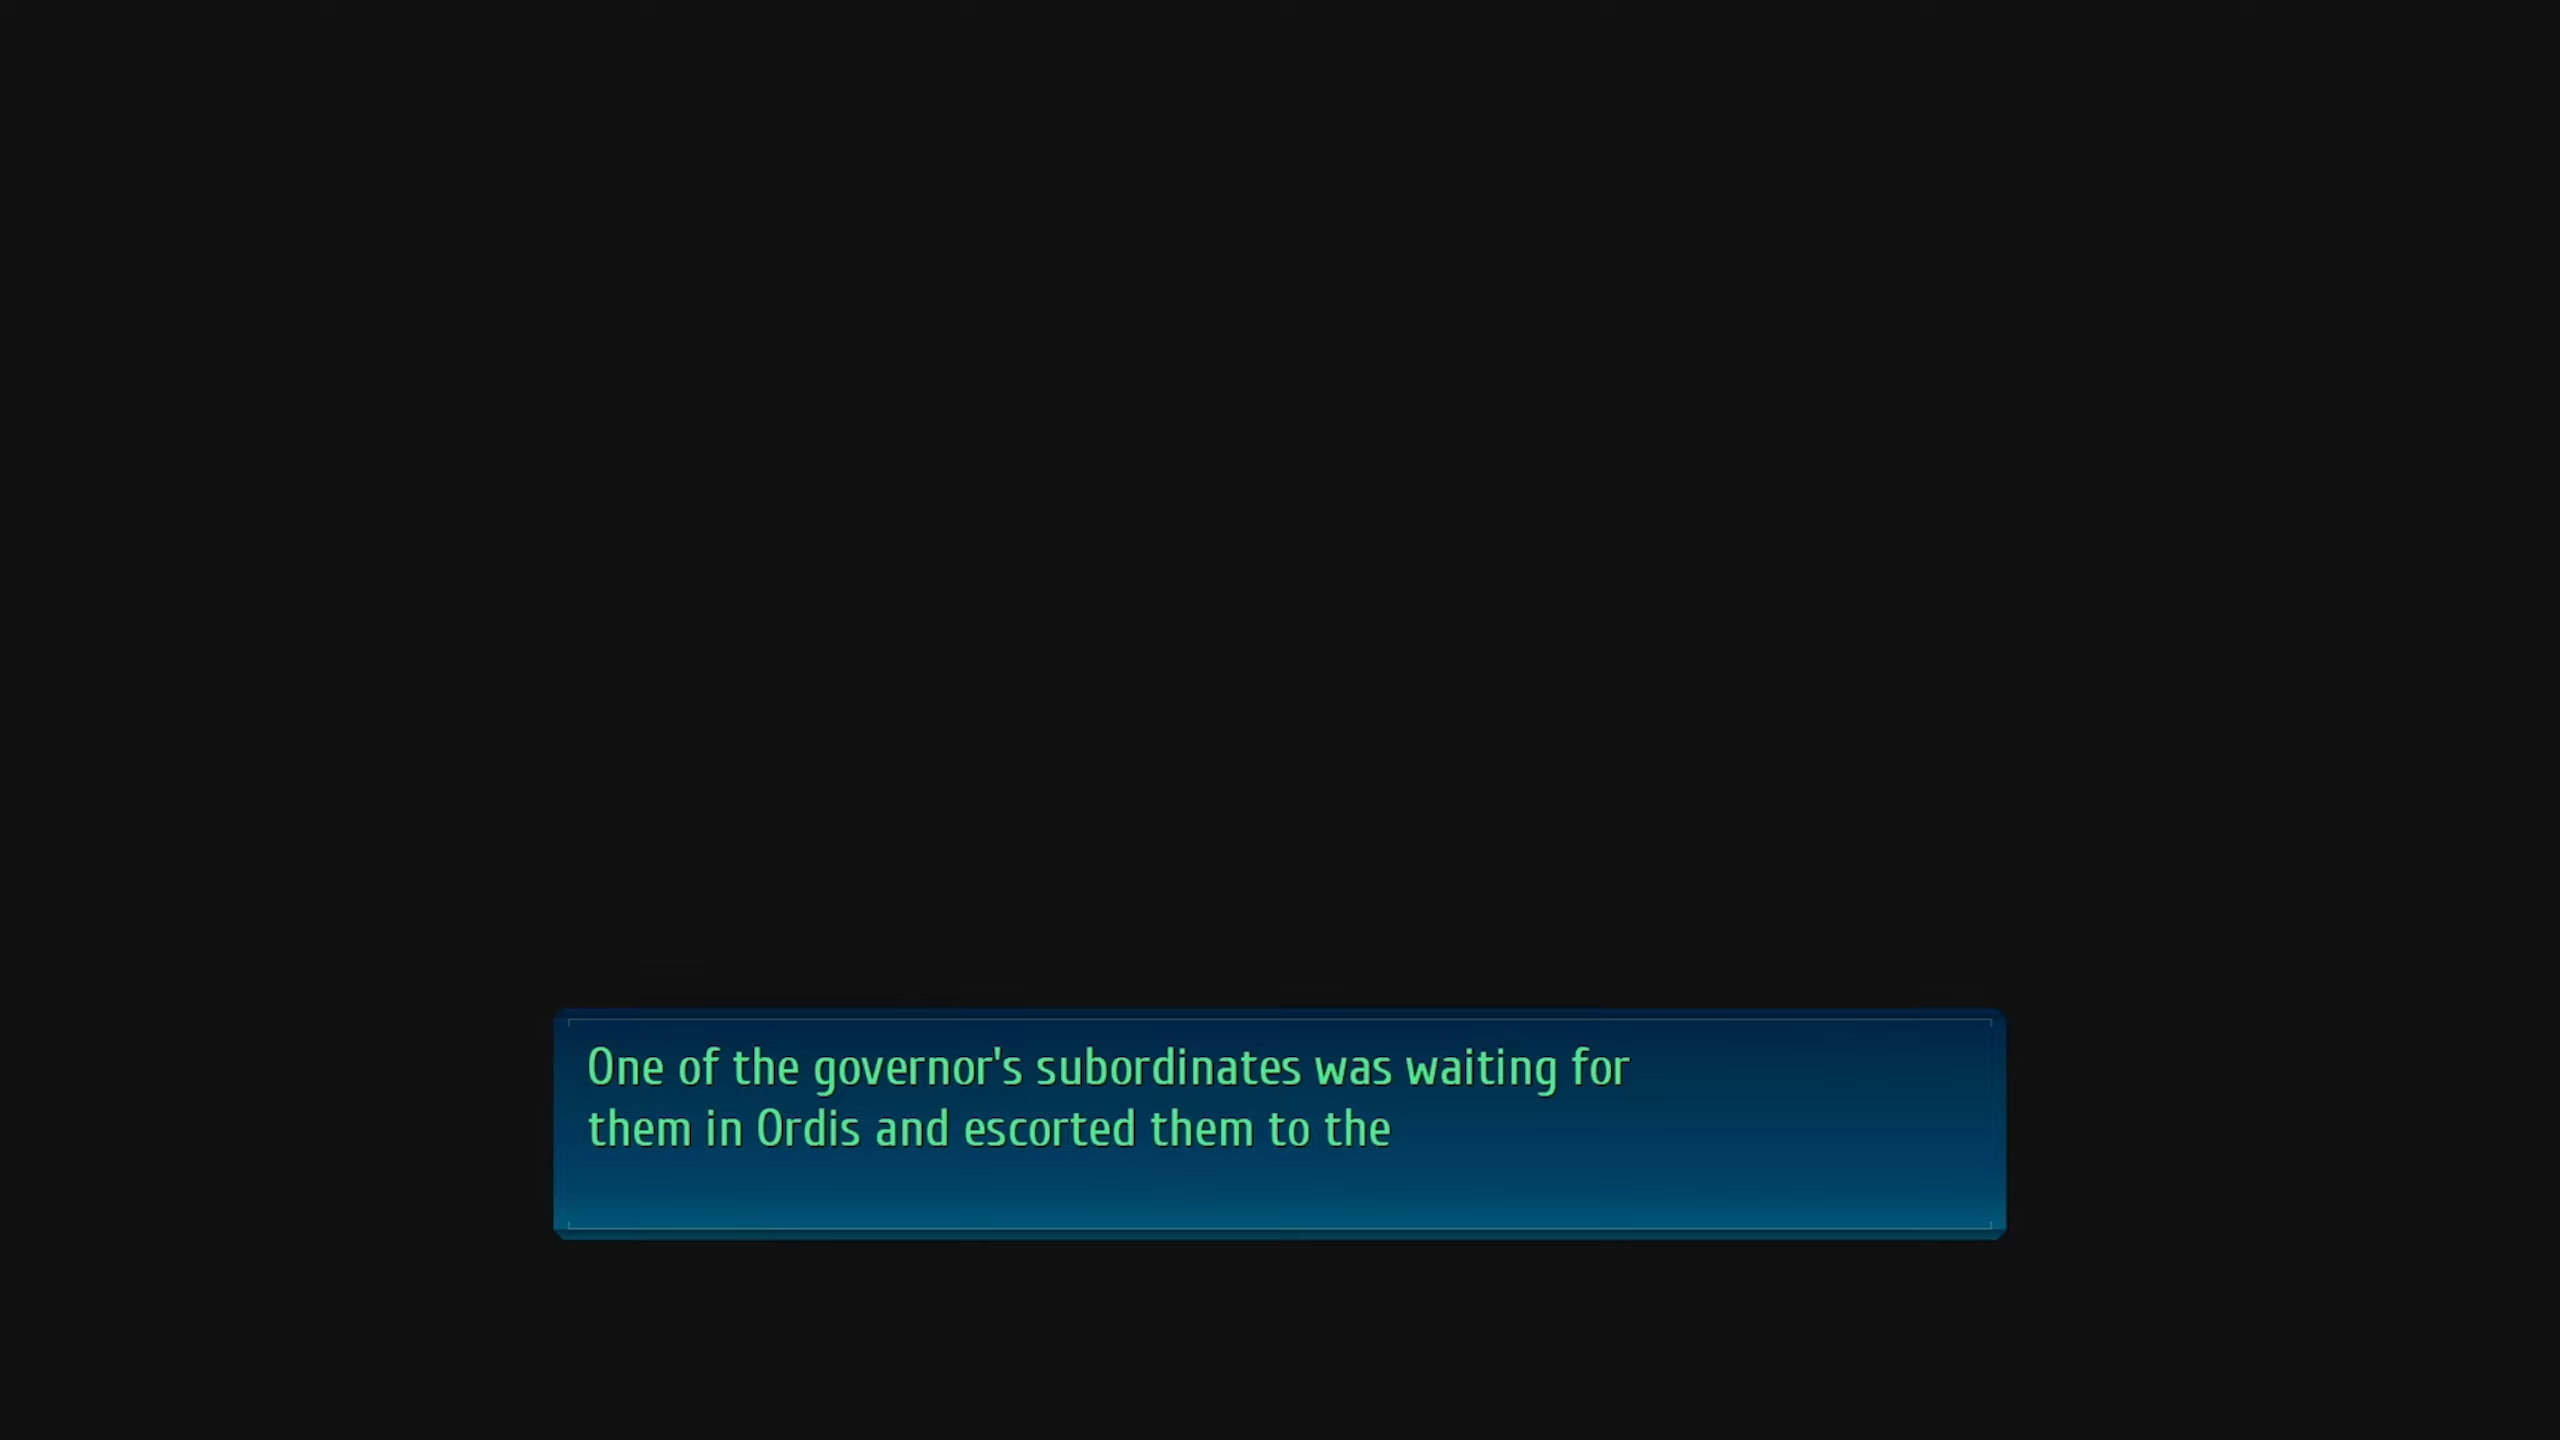 One of the governor's subordinates was waiting for
them in Ordis and escorted them to the